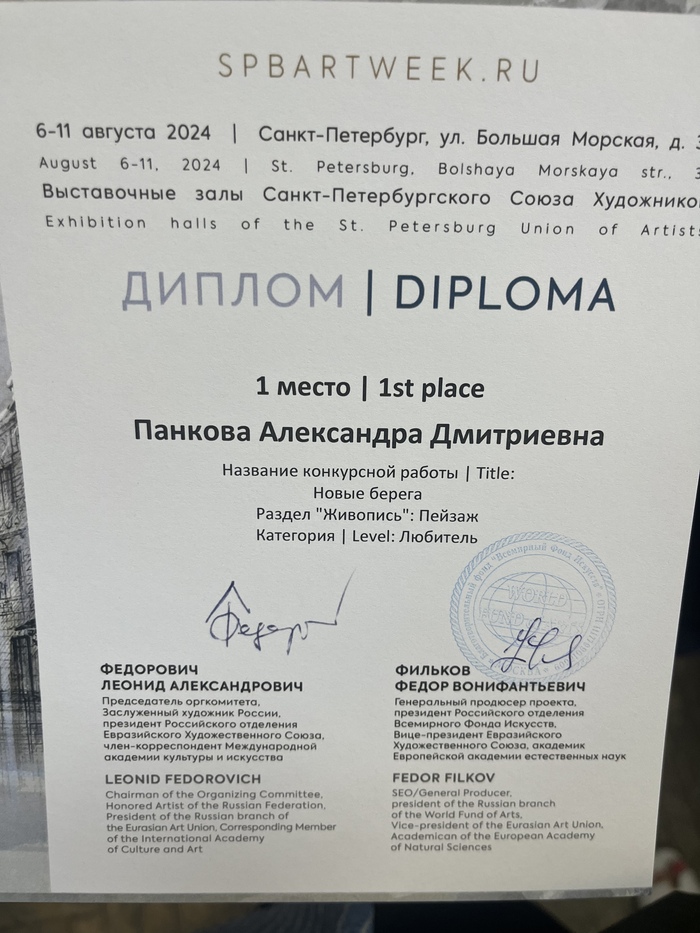 SPBARTWEEK.RU
6-11 августа 2024 | Санкт-Петербург, ул. Большая Морская, д. 3
August 6-11, 2024 | St. Petersburg, Bolshaya Morskaya str., 3
Выставочные залы Санкт-Петербургского Союза Художнико
Exhibition halls of the St. Petersburg Union of Artists
ДИПЛОМ | DIPLOMA
1 место | 1st place
Панкова Александра Дмитриевна
Название конкурсной работы | Title:
Новые берега
Раздел "Живопись": Пейзаж
Категория | Level: Любитель
WORLD
ФЕДОРОВИЧ
ЛЕОНИД АЛЕКСАНДРОВИЧ
Председатель оргкомитета,
Заслуженный художник России,
президент Российского отделения
Евразийского Художественного Союза,
член-корреспондент Международной
академии культуры и искусства
LEONID FEDOROVICH
Chairman of the Organizing Committee,
Honored Artist of the Russian Federation,
President of the Russian branch of
the Eurasian Art Union, Corresponding Member
of the International Academy
of Culture and Art
ФИЛЬКОВ
ФЕДОР ВОНИФАНТЬЕВИЧ
Генеральный продюсер проекта,
президент Российского отделения
Всемирного Фонда Искусств,
Вице-президент Евразийского
Художественного Союза, академик
Европейской академии естественных наук
FEDOR FILKOV
SEO/General Producer,
president of the Russian branch
of the World Fund of Arts,
Vice-president of the Eurasian Art Union,
Academican of the European Academy
of Natural Sciences